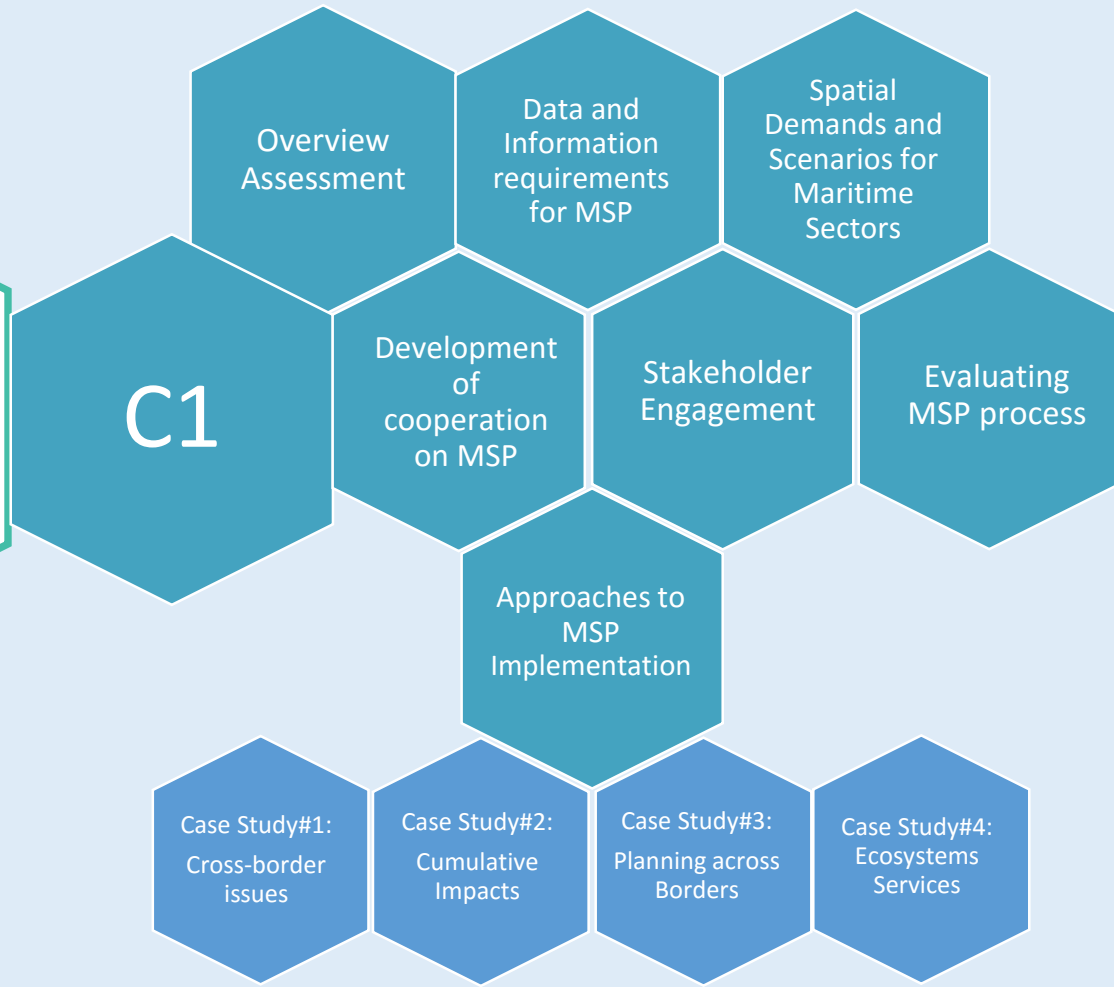 Overview
Assessment
Data and
Information
requirements
for MSP
Spatial
Demands and
Scenarios for
Maritime
Sectors
C1
Development
of
cooperation
on MSP
Stakeholder
Engagement
Evaluating
MSP process
Approaches to
MSP
Implementation
Case Study#1:
Cross-border
issues
Case Study#2:
Cumulative
Impacts
Case Study#3:
Planning across
Borders
Case Study#4:
Ecosystems
Services